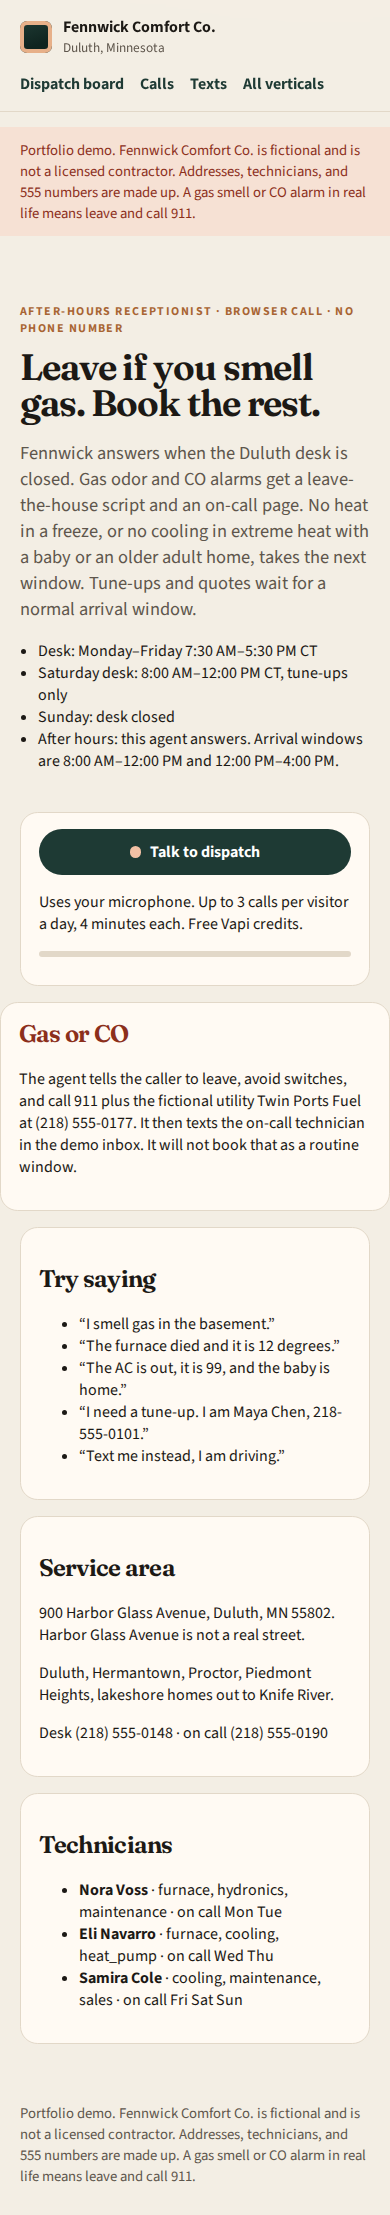 Fennwick Comfort Co.
Duluth, Minnesota
Dispatch board Calls Texts All verticals
Portfolio demo. Fennwick Comfort Co. is fictional and is
not a licensed contractor. Addresses, technicians, and
555 numbers are made up. A gas smell or CO alarm in real
life means leave and call 911.
AFTER-HOURS RECEPTIONIST · BROWSER CALL · NO
PHONE NUMBER
Leave if you smell
gas. Book the rest.
Fennwick answers when the Duluth desk is
closed. Gas odor and CO alarms get a leave-
the-house script and an on-call page. No heat
in a freeze, or no cooling in extreme heat with
a baby or an older adult home, takes the next
window. Tune-ups and quotes wait for a
normal arrival window.
• Desk: Monday–Friday 7:30 AM–5:30 PM CT
• Saturday desk: 8:00 AM–12:00 PM CT, tune-ups
only
• Sunday: desk closed
• After hours: this agent answers. Arrival windows
are 8:00 AM–12:00 PM and 12:00 PM–4:00 PM.
Talk to dispatch
Uses your microphone. Up to 3 calls per visitor
a day, 4 minutes each. Free Vapi credits.
Gas or CO
The agent tells the caller to leave, avoid switches,
and call 911 plus the fictional utility Twin Ports Fuel
at (218) 555-0177. It then texts the on-call technician
in the demo inbox. It will not book that as a routine
window.
Try saying
• “I smell gas in the basement.”
• “The furnace died and it is 12 degrees.”
• “The AC is out, it is 99, and the baby is
home.”
• “I need a tune-up. I am Maya Chen, 218-
555-0101.”
• “Text me instead, I am driving.”
Service area
900 Harbor Glass Avenue, Duluth, MN 55802.
Harbor Glass Avenue is not a real street.
Duluth, Hermantown, Proctor, Piedmont
Heights, lakeshore homes out to Knife River.
Desk (218) 555-0148 · on call (218) 555-0190
Technicians
• Nora Voss · furnace, hydronics,
maintenance · on call Mon Tue
• Eli Navarro · furnace, cooling,
heat_pump · on call Wed Thu
• Samira Cole · cooling, maintenance,
sales · on call Fri Sat Sun
Portfolio demo. Fennwick Comfort Co. is fictional and is
not a licensed contractor. Addresses, technicians, and
555 numbers are made up. A gas smell or CO alarm in real
life means leave and call 911.